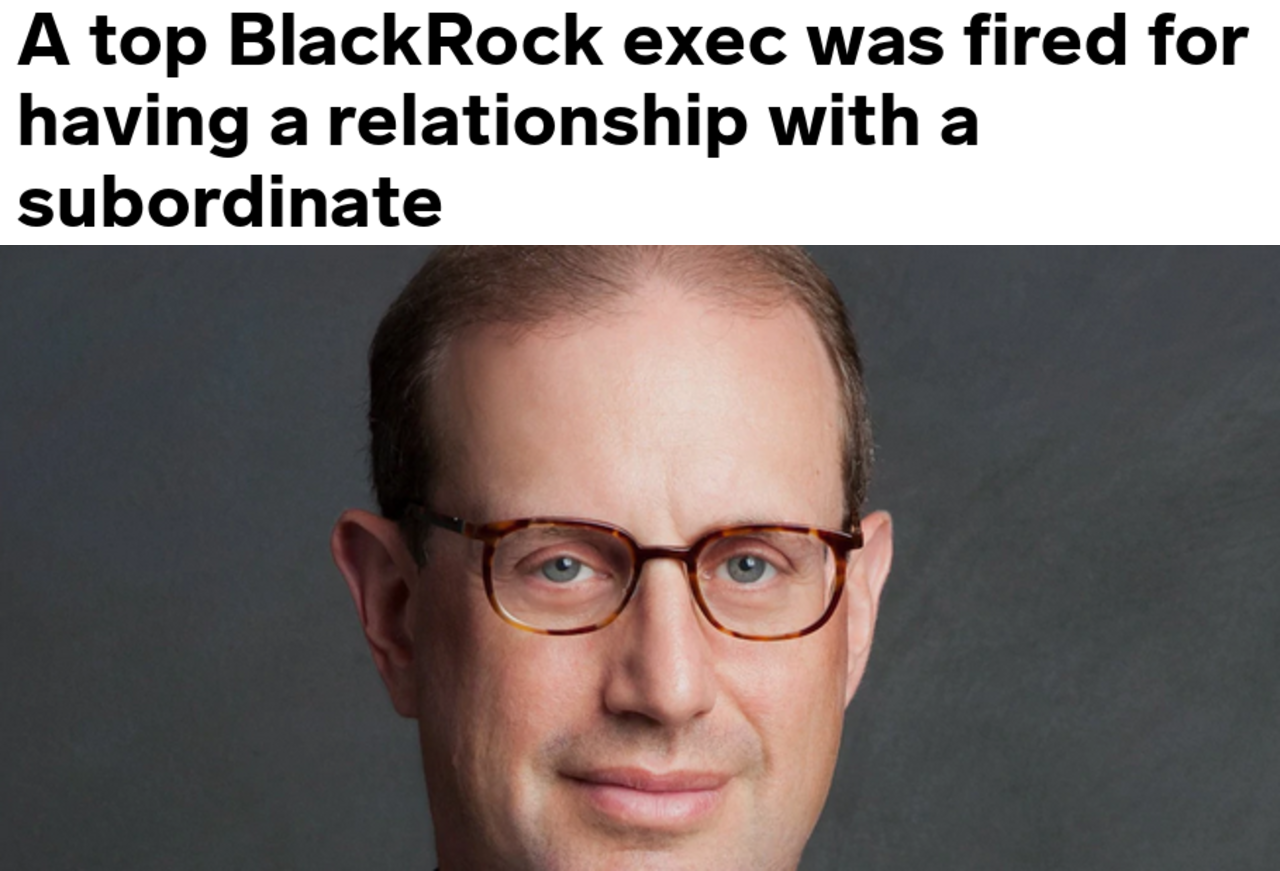 A top BlackRock exec was fired for
having a relationship with a
subordinate